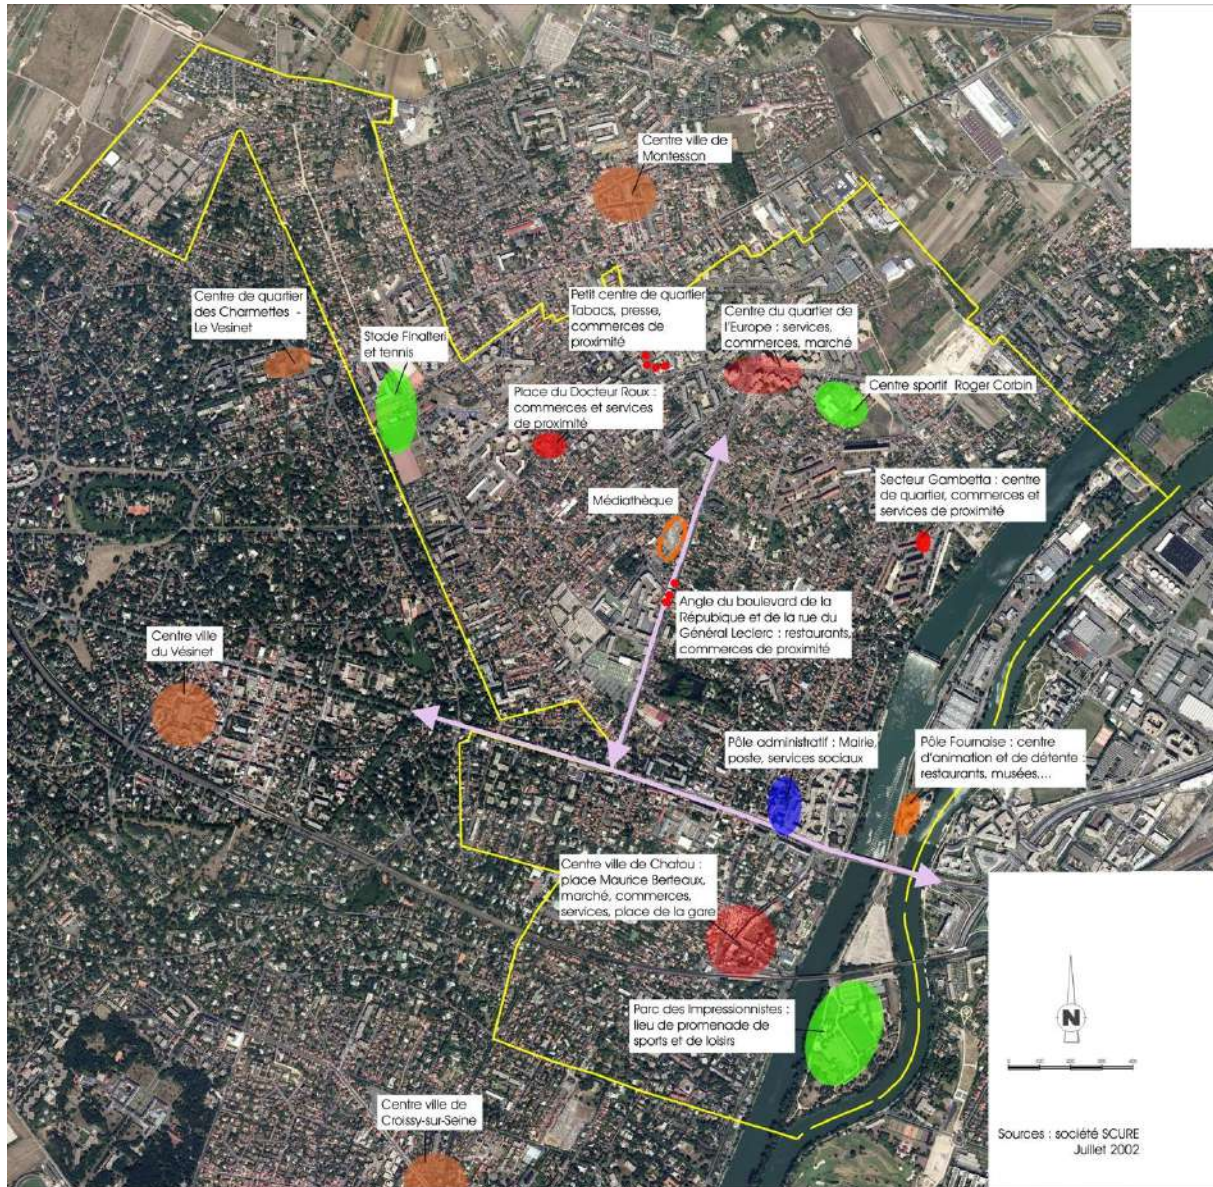 Centre ville de
Montesson
Centre de quartier
des Charmettes -
Le Vesinet
Stade Finalteri
et tennis
Petit centre de quartier
Tabacs, presse,
commerces de
proximité
Centre du quartier de
l'Europe : services,
commerces, marché
Place du Docteur Roux :
commerces et services
de proximité
Centre sportif Roger Corbin
Médiathèque
Secteur Gambetta : centre
de quartier, commerces et
services de proximité
Angle du boulevard de la
Répubique et de la rue du
Général Leclerc : restaurants,
commerces de proximité
Centre ville
du Vésinet
Pôle administratif : Mairie,
poste, services sociaux
Pôle Fournaise : centre
d'animation et de détente :
restaurants, musées,...
Centre ville de Chatou :
place Maurice Berteaux,
marché, commerces,
services, place de la gare
Parc des Impressionnistes :
lieu de promenade de
sports et de loisirs
Centre ville de
Croissy-sur-Seine
N
Sources : société SCURE
Juillet 2002